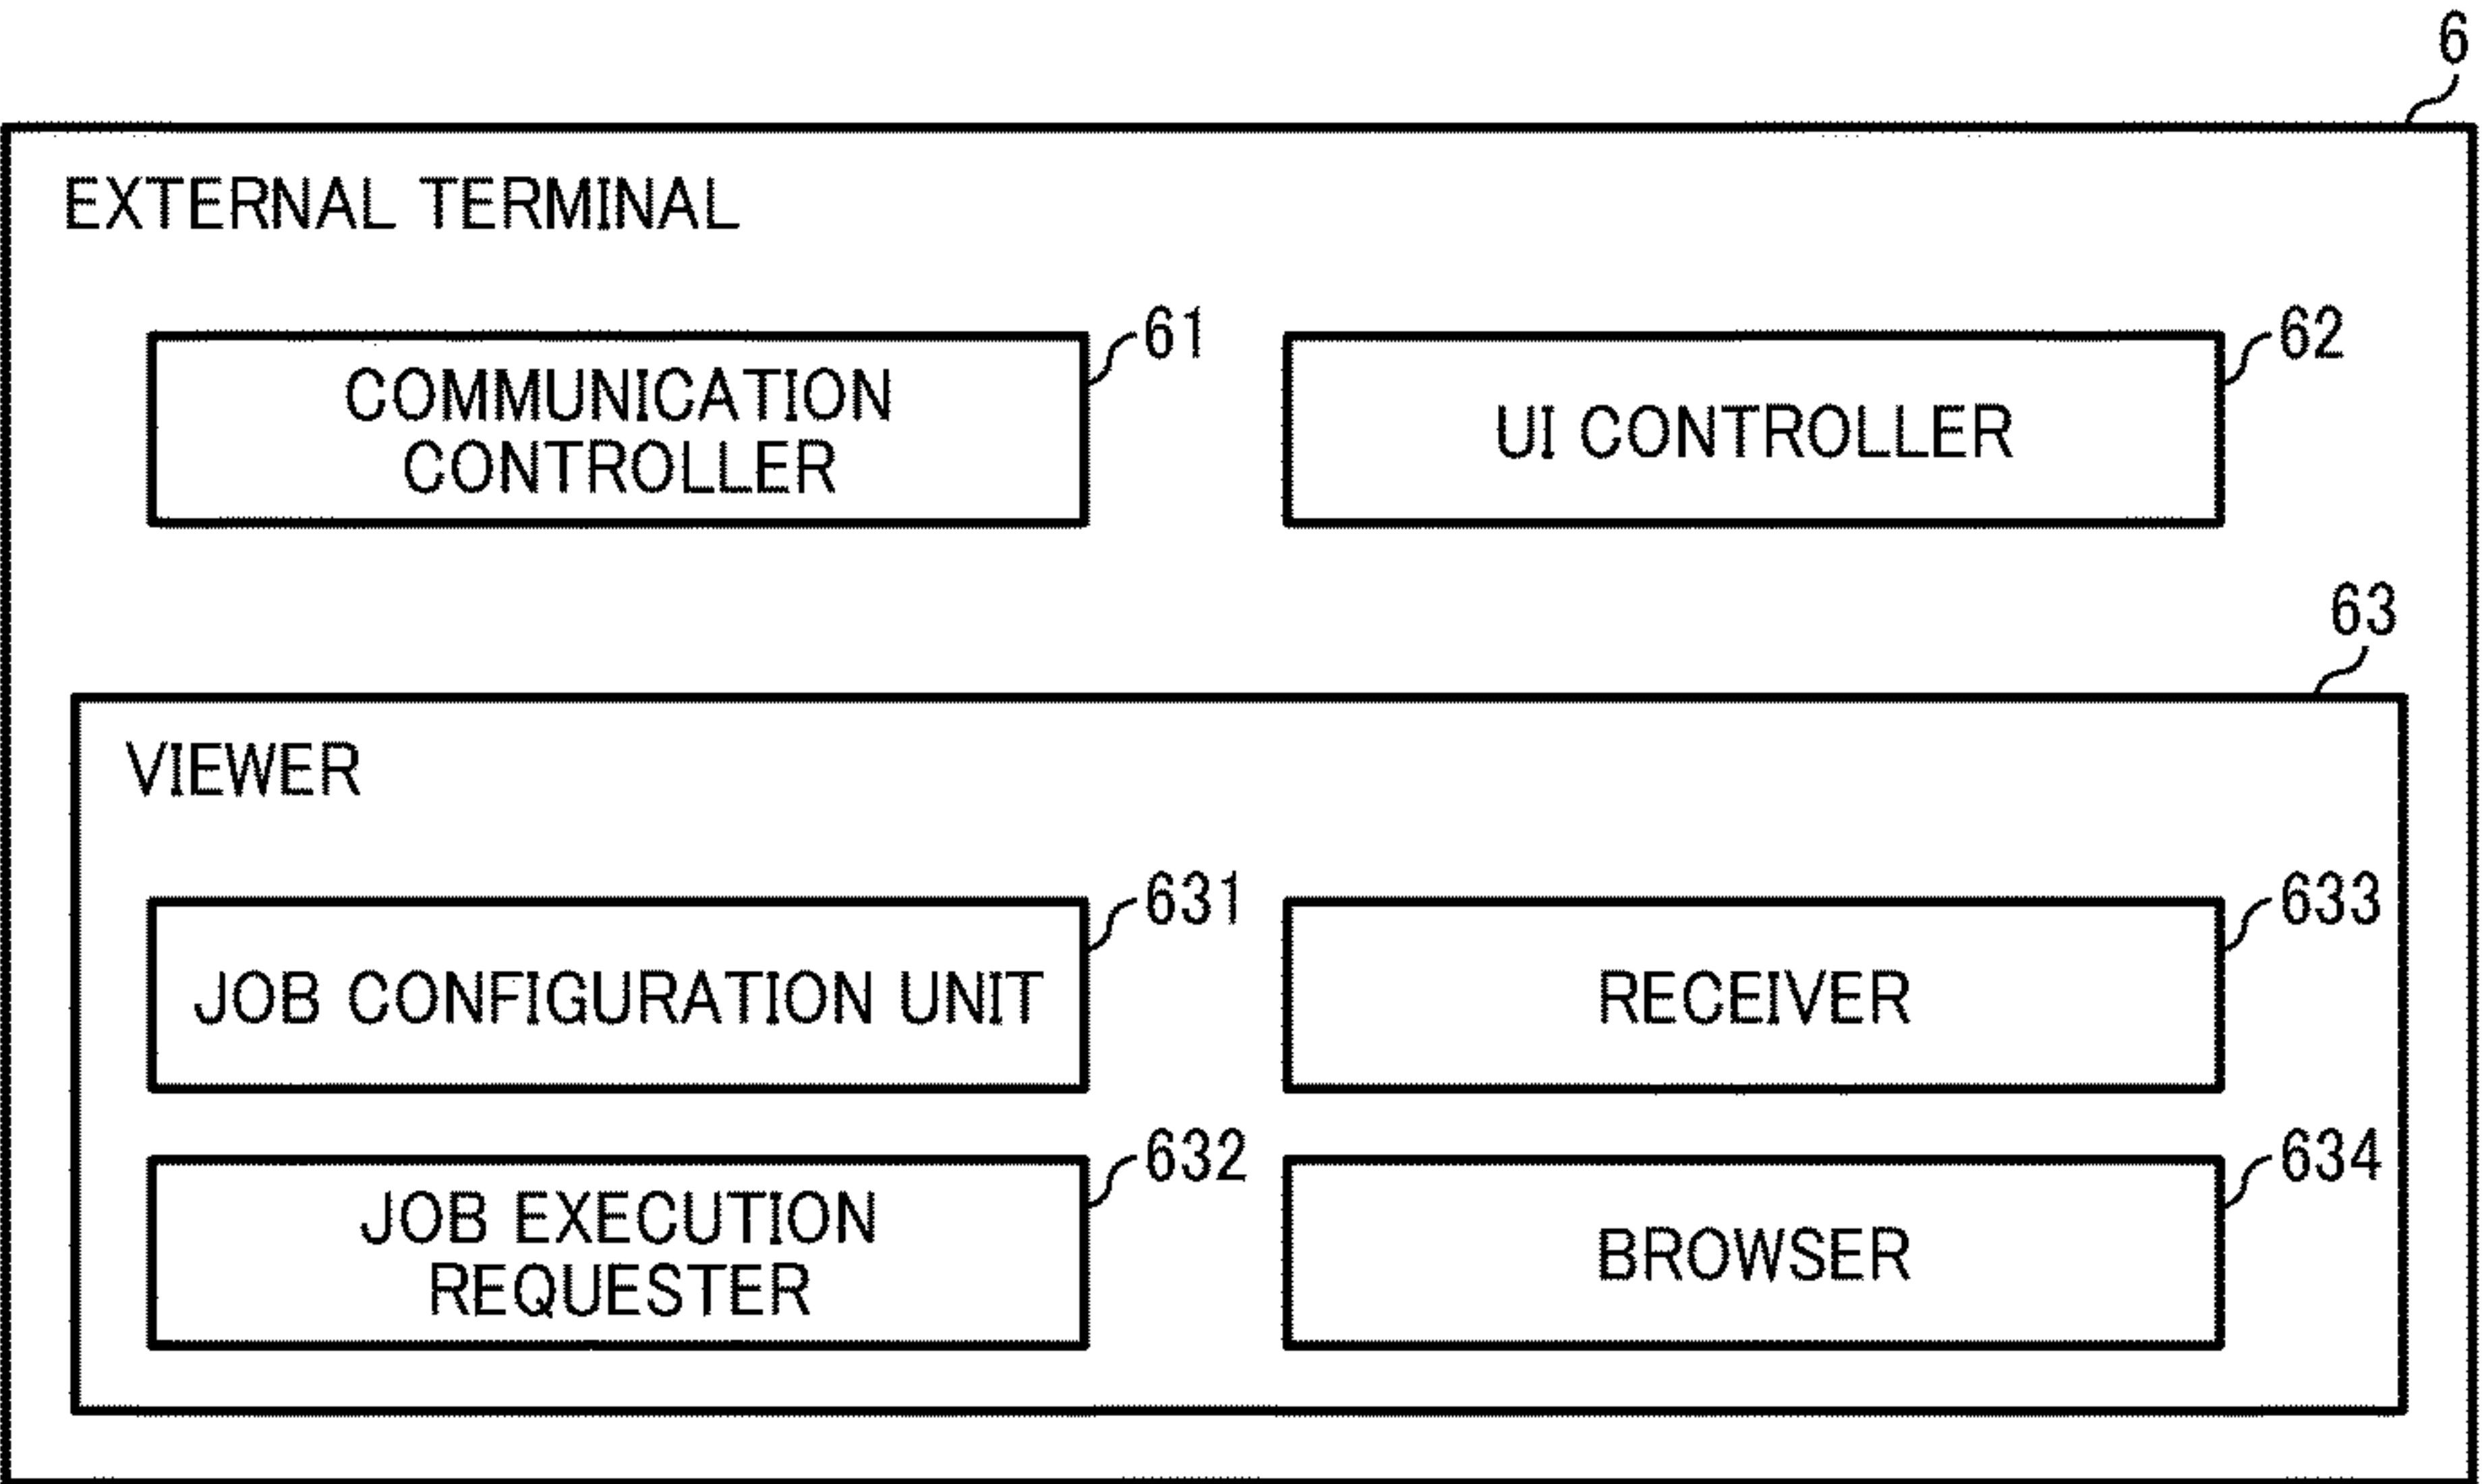 6
EXTERNAL TERMINAL
61
COMMUNICATION
CONTROLLER
62
UI CONTROLLER
63
VIEWER
631
JOB CONFIGURATION UNIT
633
RECEIVER
632
JOB EXECUTION
REQUESTER
634
BROWSER